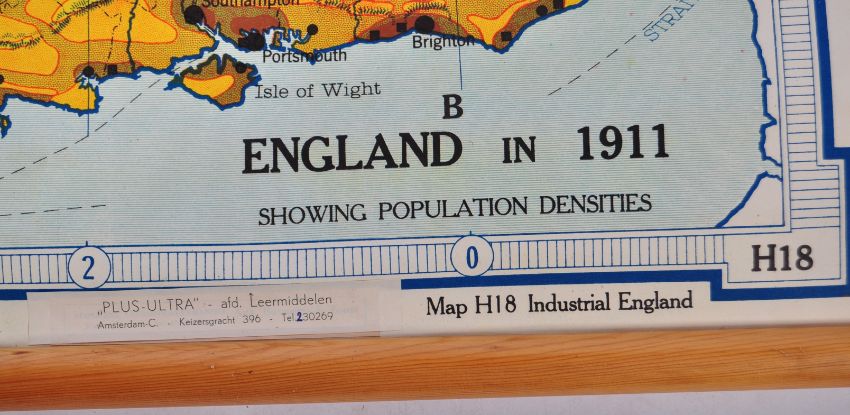 Southampton
Portsmouth
Brighton
Isle of Wight
STRAI
B
ENGLAND IN 1911
SHOWING POPULATION DENSITIES
2
0
H18
Map H18 Industrial England
„PLUS-ULTRA” - afd. Leermiddelen
Amsterdam-C. - Keizersgracht 396 - Tel. 230269